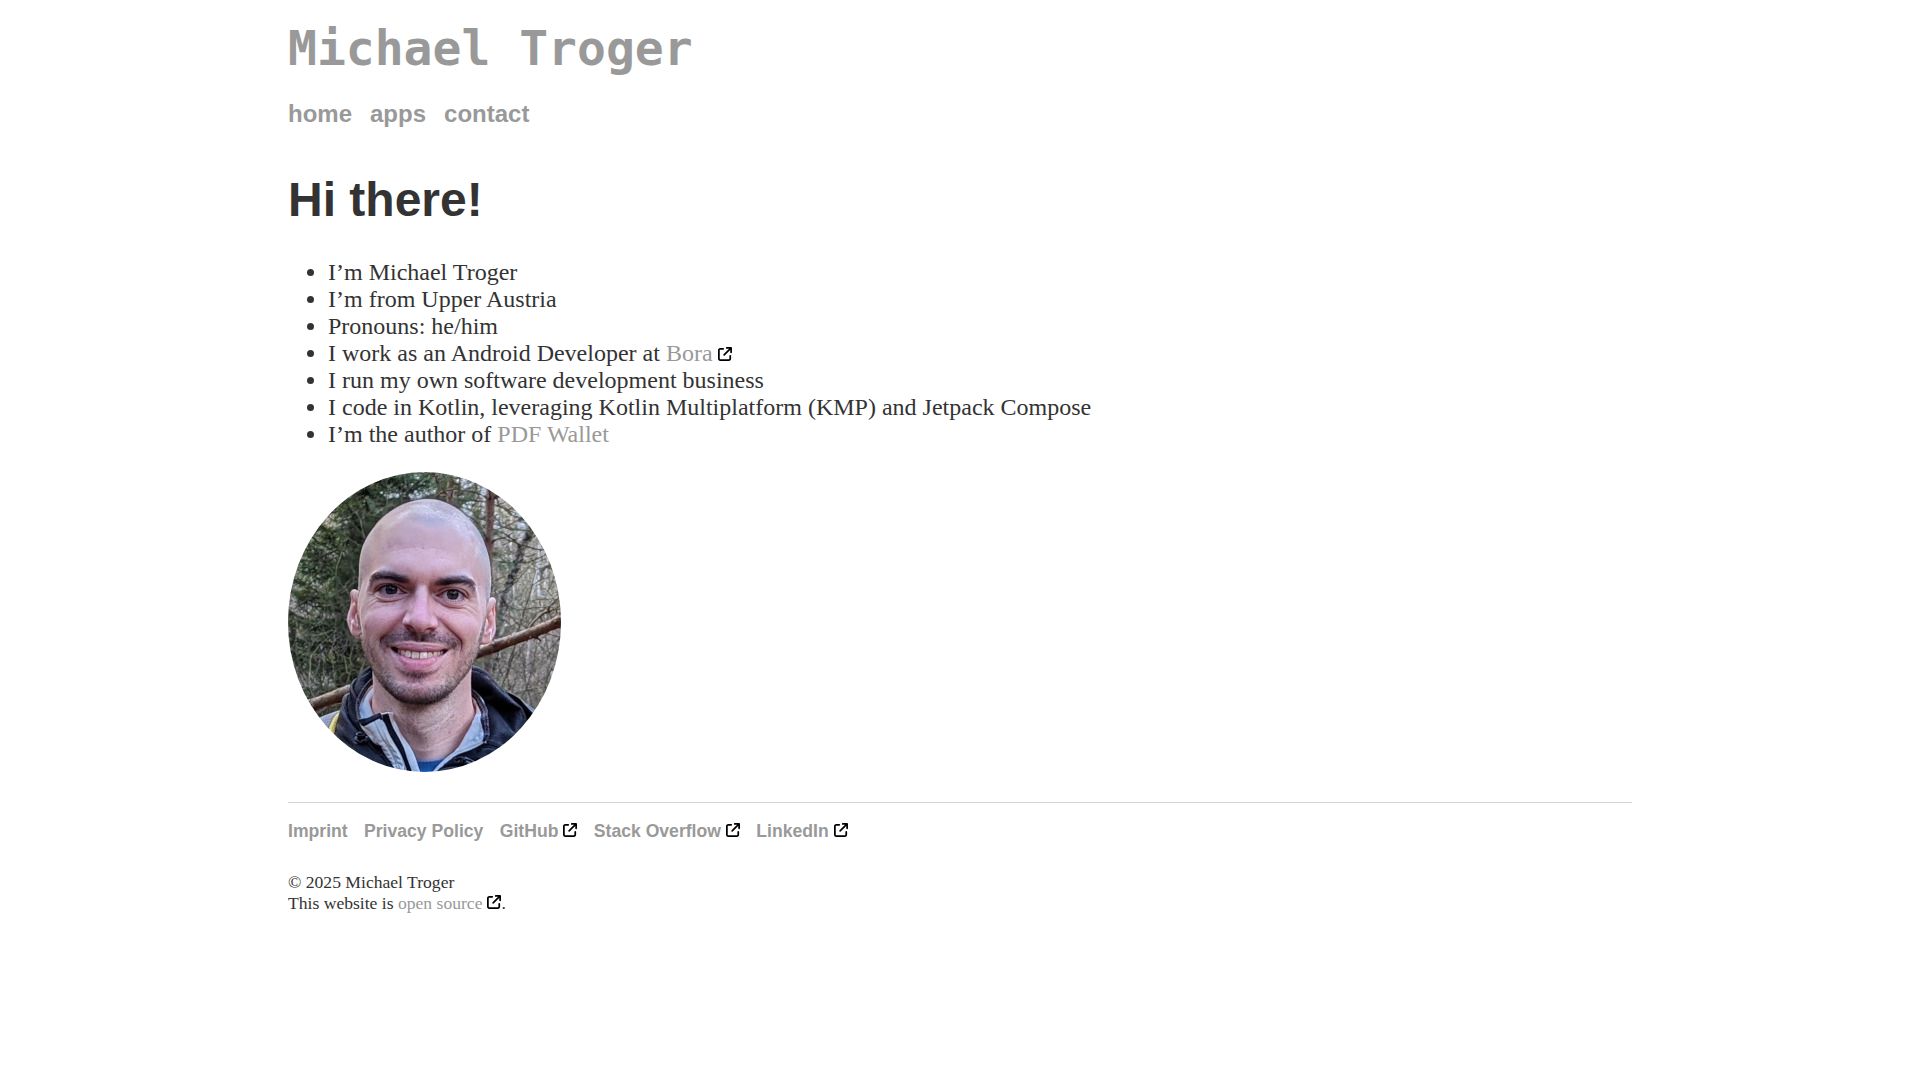 Michael Troger
home apps contact
Hi there!
• I’m Michael Troger
• I’m from Upper Austria
• Pronouns: he/him
• I work as an Android Developer at Bora
• I run my own software development business
• I code in Kotlin, leveraging Kotlin Multiplatform (KMP) and Jetpack Compose
• I’m the author of PDF Wallet
Imprint Privacy Policy GitHub Stack Overflow LinkedIn
© 2025 Michael Troger
This website is open source.